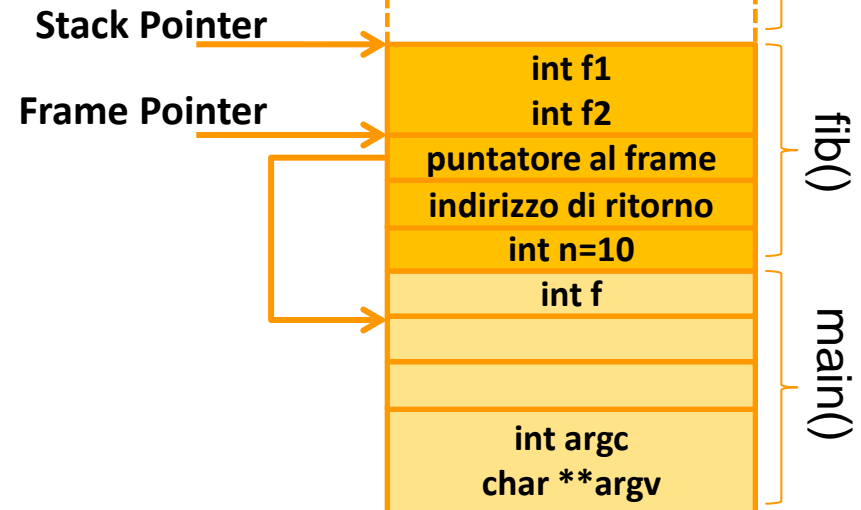 Stack Pointer
int f1
Frame Pointer
int f2
puntatore al frame
indirizzo di ritorno
int n=10
fib()
int f
int argc
char **argv
main()